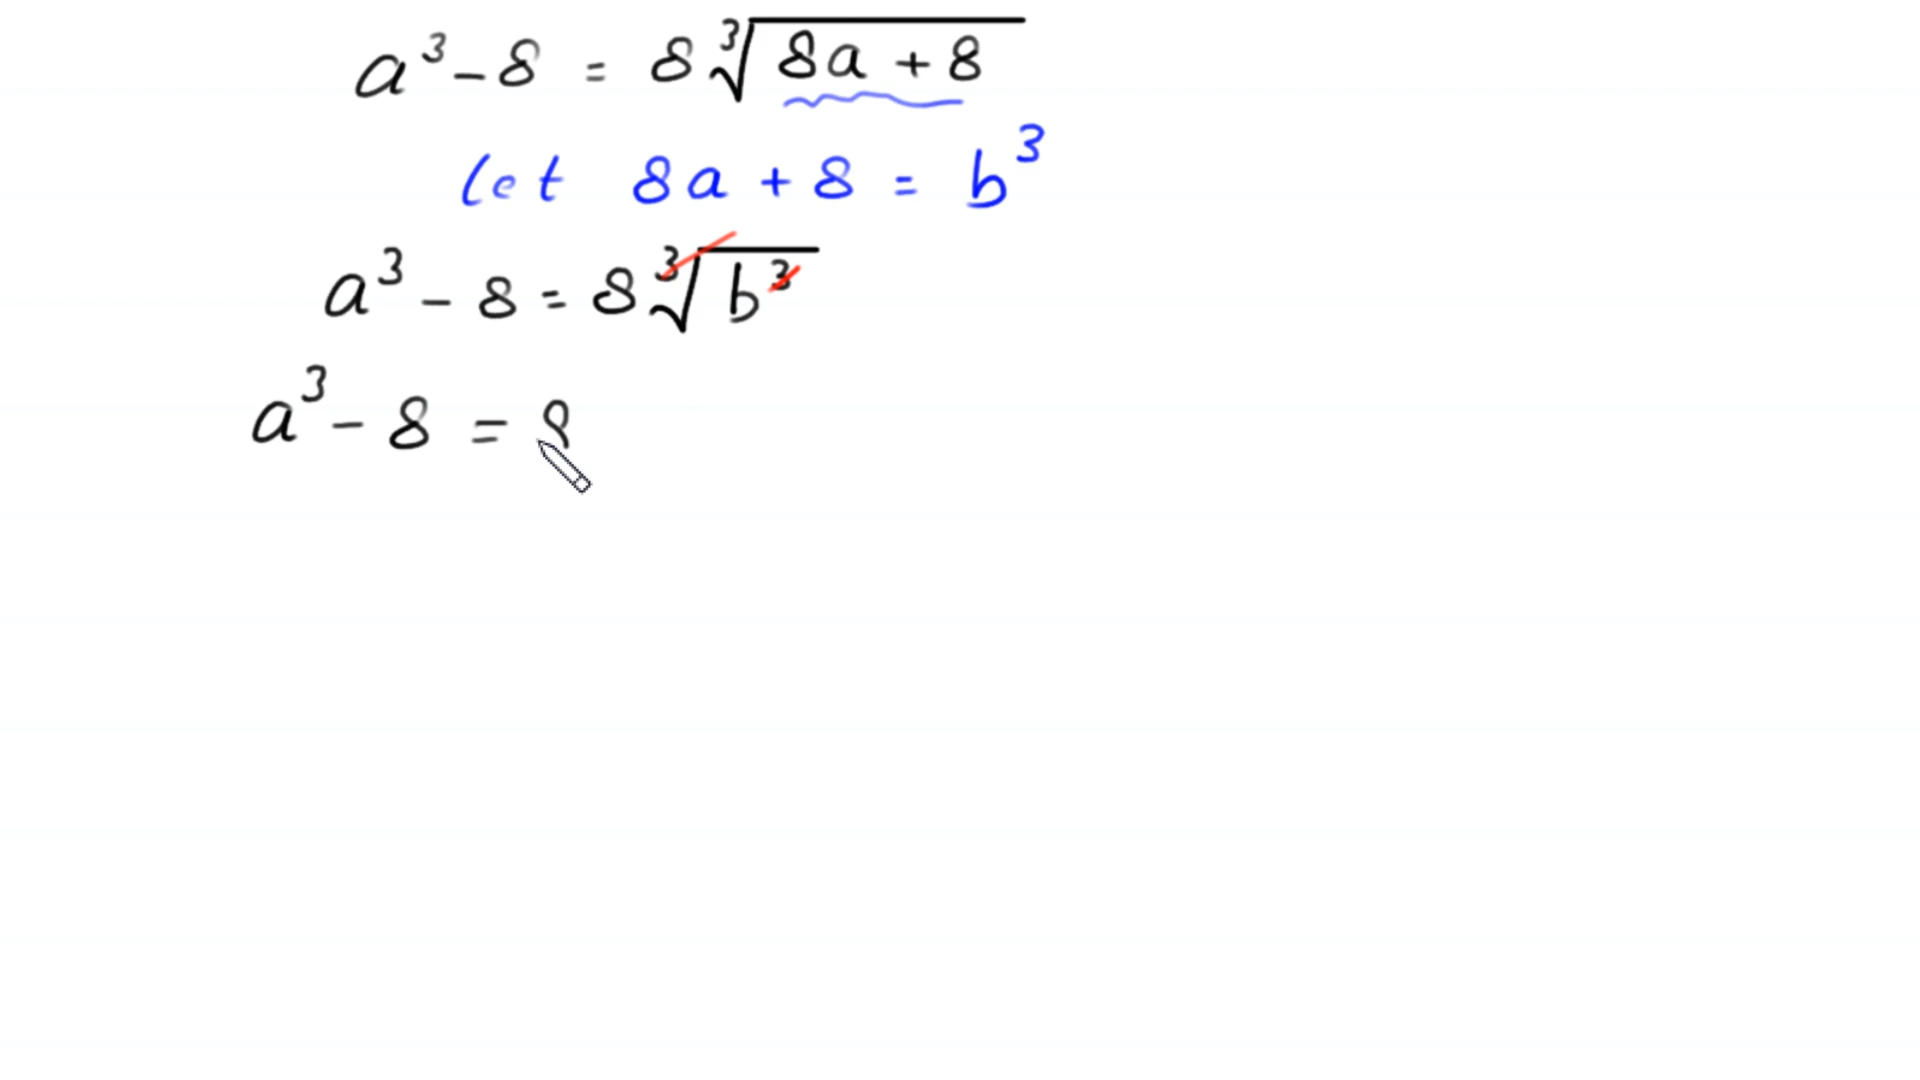 a³ - 8 = 8∛(8a + 8)
let 8a + 8 = b³
a³ - 8 = 8∛(b³)
a³ - 8 = 8